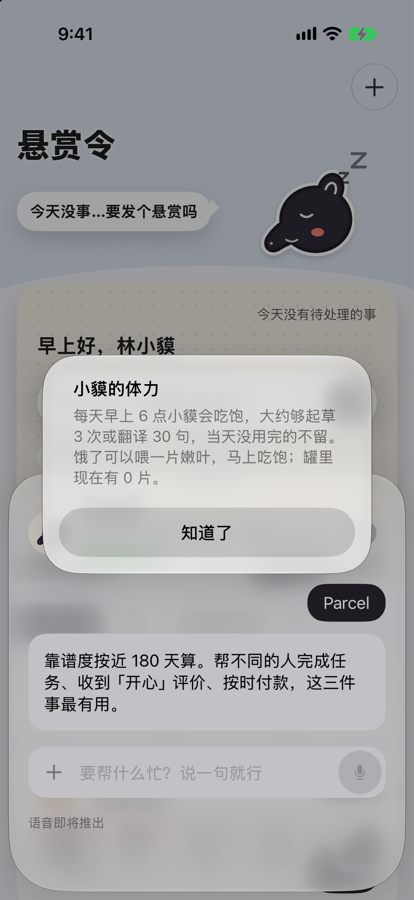 9:41
悬赏令
Z
z
今天没事...要发个悬赏吗
今天没有待处理的事
早上好，林小貘
小貘的体力
每天早上 6 点小貘会吃饱，大约够起草
3 次或翻译 30 句，当天没用完的不留。
饿了可以喂一片嫩叶，马上吃饱；罐里
现在有 0 片。
知道了
Parcel
靠谱度按近 180 天算。帮不同的人完成任
务、收到「开心」评价、按时付款，这三件
事最有用。
要帮什么忙？说一句就行
语音即将推出